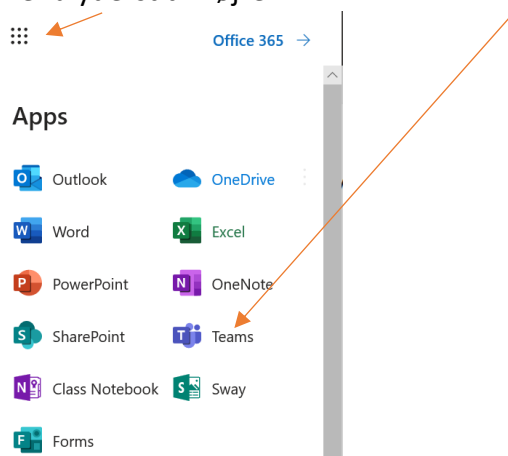 Office 365 →
Apps
Outlook OneDrive
Word Excel
PowerPoint OneNote
SharePoint Teams
Class Notebook Sway
Forms